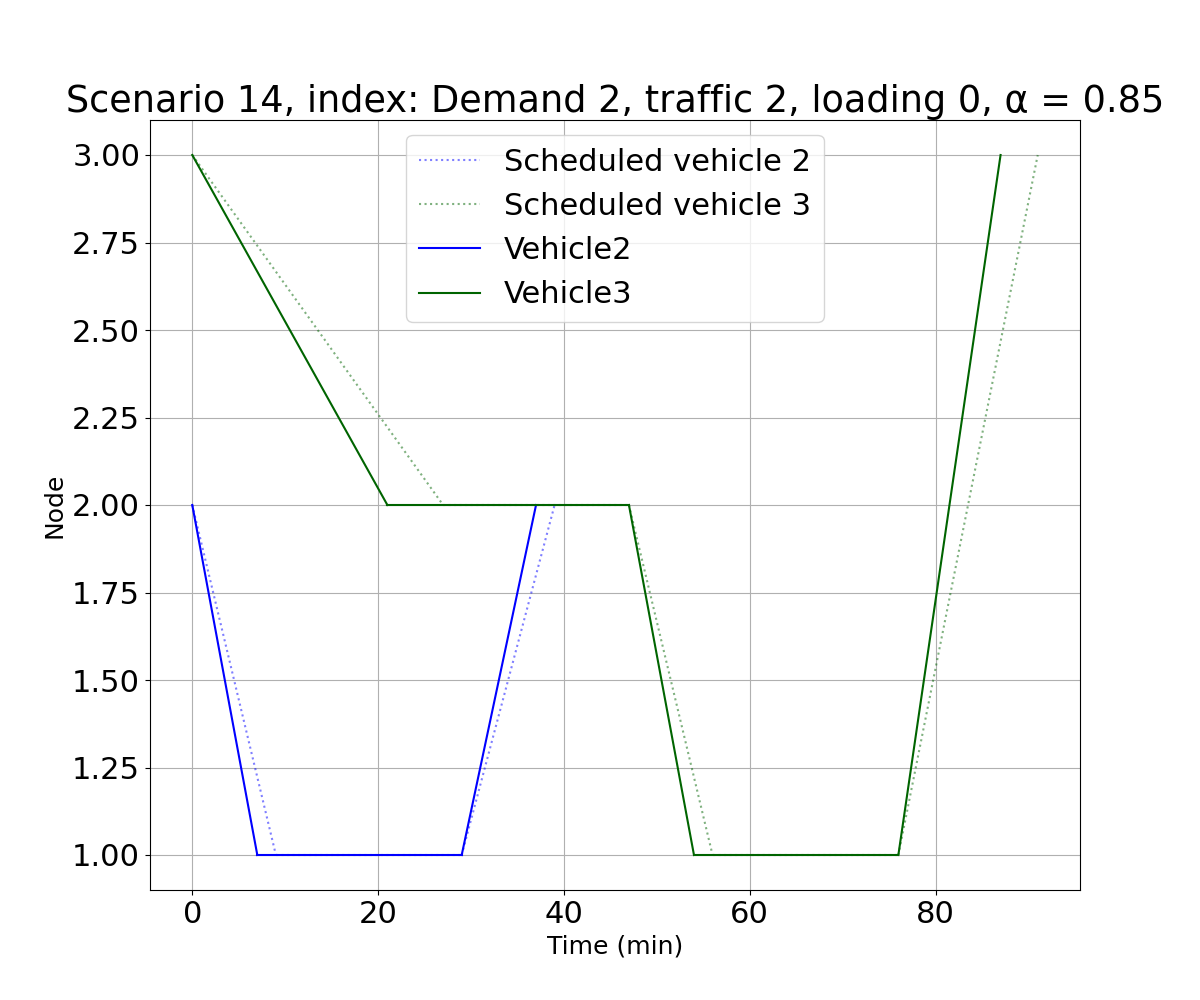 Scenario 14, index: Demand 2, traffic 2, loading 0, α = 0.85
Scheduled vehicle 2
Scheduled vehicle 3
Vehicle2
Vehicle3
3.00
2.75
2.50
2.25
2.00
1.75
1.50
1.25
1.00
Node
0 20 40 60 80
Time (min)